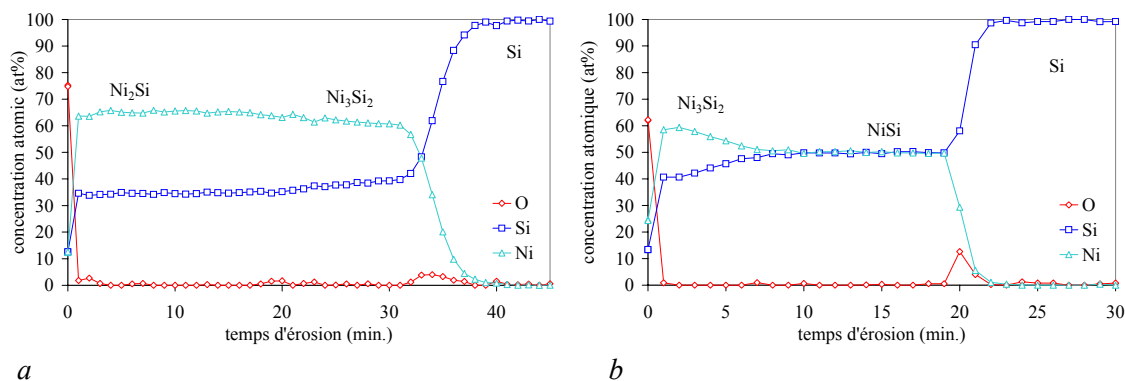 concentration atomic (at%)
100
90
80
70
60
50
40
30
20
10
0
Ni₂Si
Ni₃Si₂
Si
O
Si
Ni
0
10
20
30
40
temps d'érosion (min.)
a
concentration atomique (at%)
100
90
80
70
60
50
40
30
20
10
0
Ni₃Si₂
NiSi
Si
O
Si
Ni
0
5
10
15
20
25
30
temps d'érosion (min.)
b